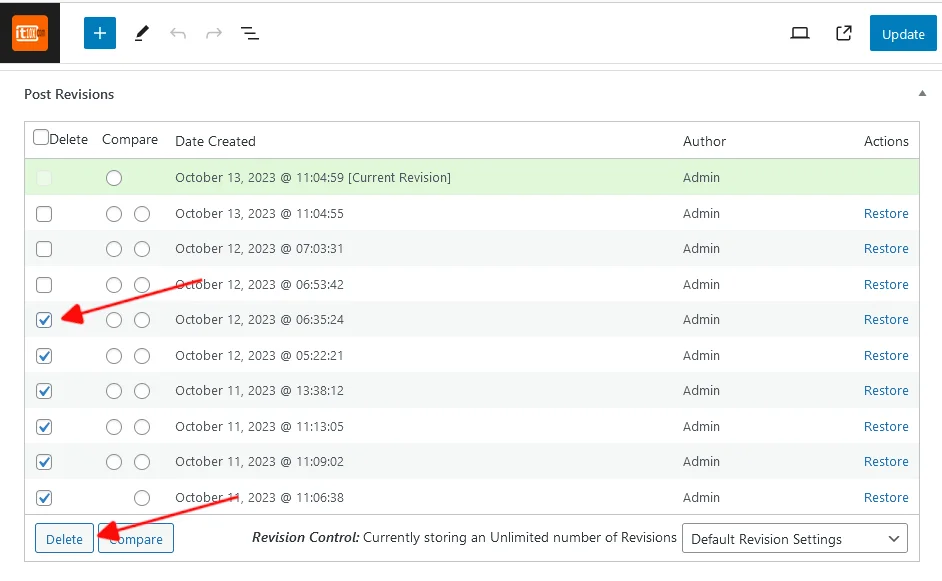 it
Update
Post Revisions
Delete Compare Date Created Author Actions
October 13, 2023 @ 11:04:59 [Current Revision] Admin
October 13, 2023 @ 11:04:55 Admin Restore
October 12, 2023 @ 07:03:31 Admin Restore
October 12, 2023 @ 06:53:42 Admin Restore
October 12, 2023 @ 06:35:24 Admin Restore
October 12, 2023 @ 05:22:21 Admin Restore
October 11, 2023 @ 13:38:12 Admin Restore
October 11, 2023 @ 11:13:05 Admin Restore
October 11, 2023 @ 11:09:02 Admin Restore
October 11, 2023 @ 11:06:38 Admin Restore
Delete Compare Revision Control: Currently storing an Unlimited number of Revisions Default Revision Settings